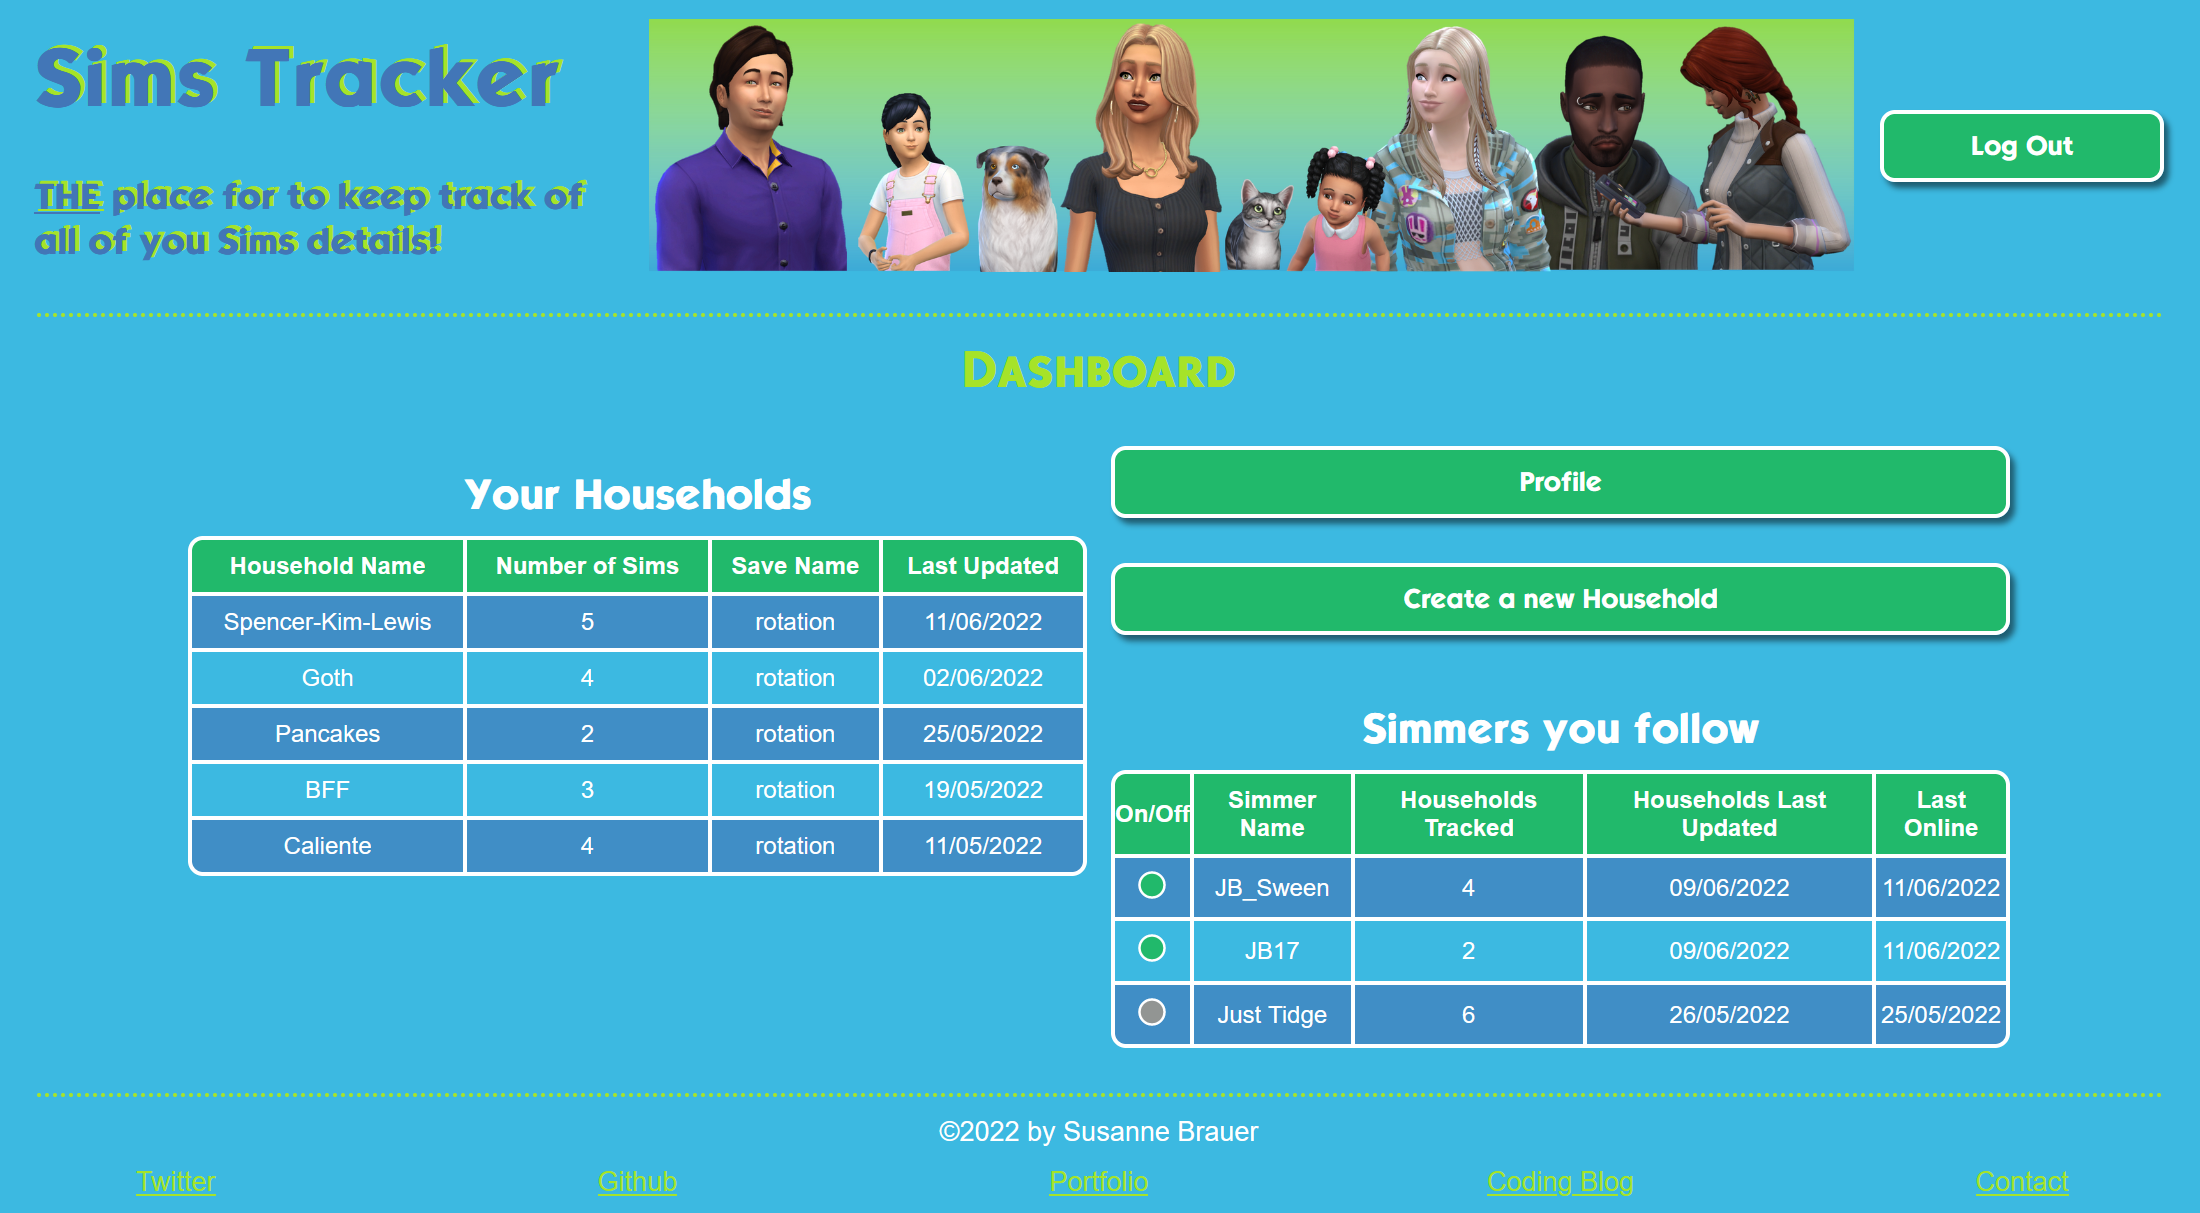 Sims Tracker
THE place for to keep track of
all of you Sims details!
Log Out
DASHBOARD
Your Households
Household Name Number of Sims Save Name Last Updated
Spencer-Kim-Lewis 5 rotation 11/06/2022
Goth 4 rotation 02/06/2022
Pancakes 2 rotation 25/05/2022
BFF 3 rotation 19/05/2022
Caliente 4 rotation 11/05/2022
Profile
Create a new Household
Simmers you follow
On/Off Simmer Name Households Tracked Households Last Updated Last Online
JB_Sween 4 09/06/2022 11/06/2022
JB17 2 09/06/2022 11/06/2022
Just Tidge 6 26/05/2022 25/05/2022
©2022 by Susanne Brauer
Twitter Github Portfolio Coding Blog Contact